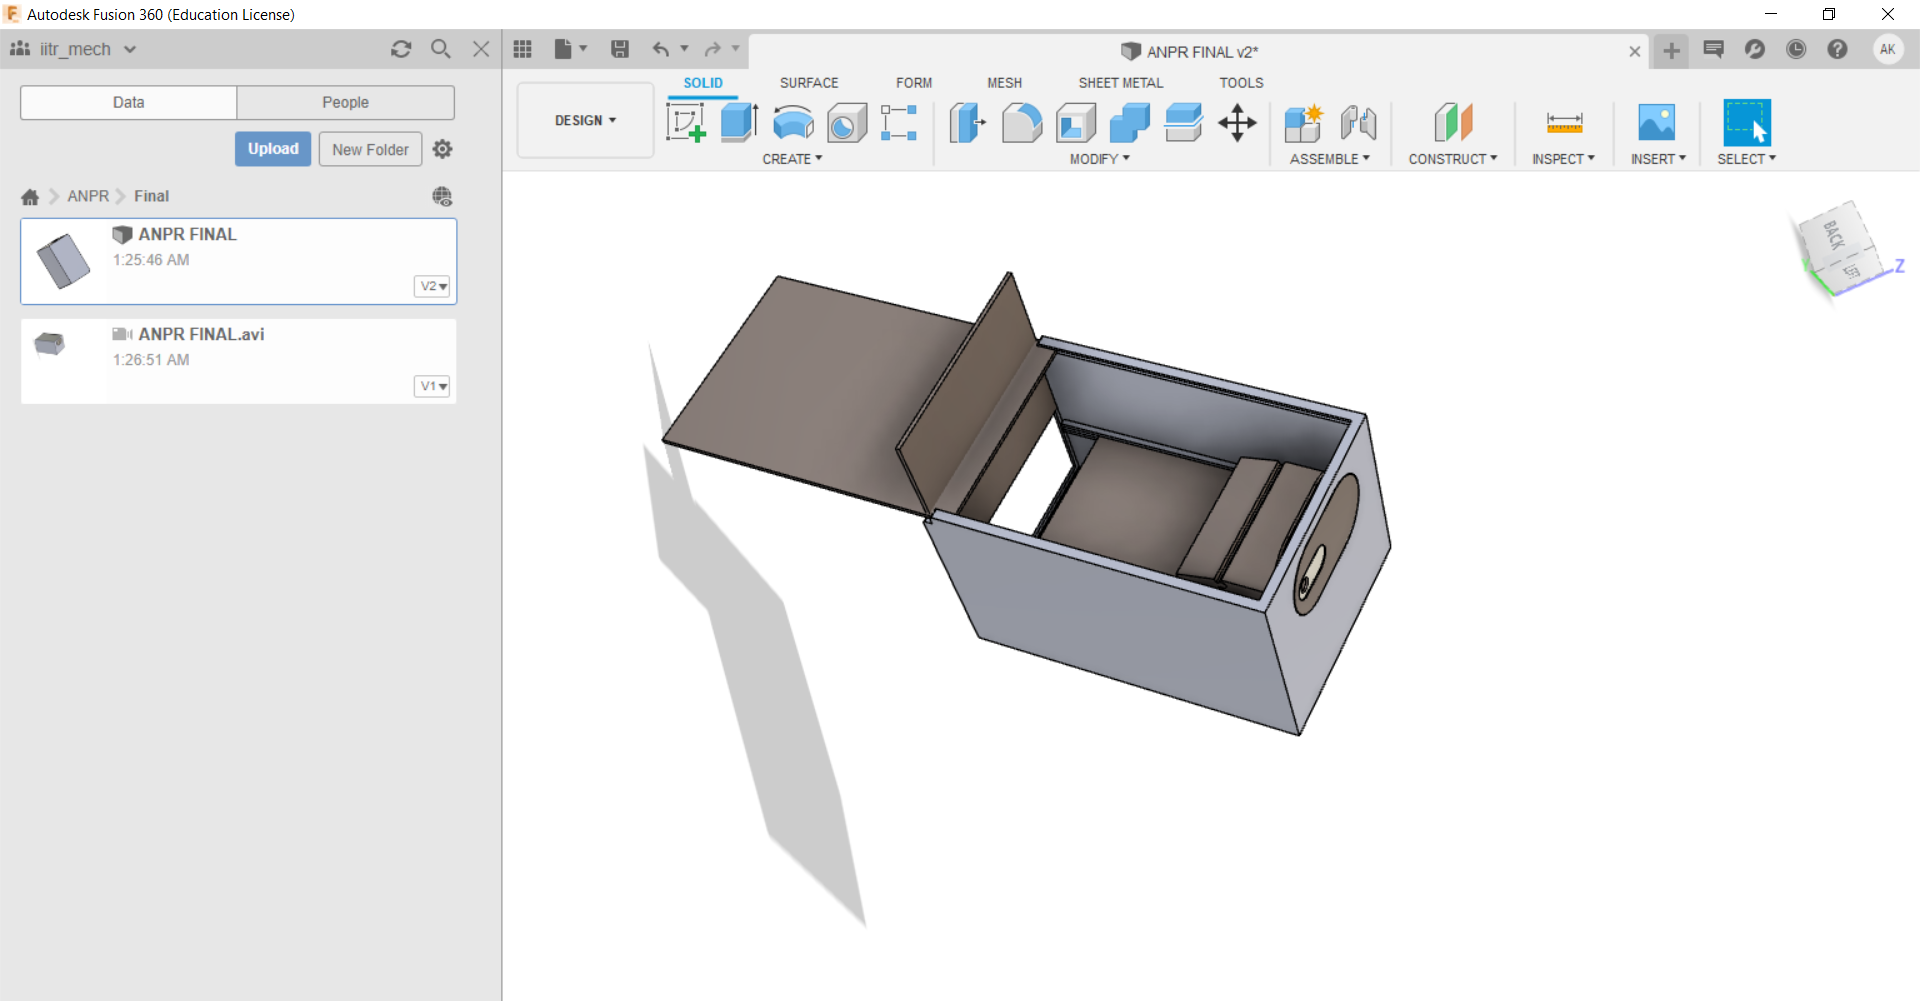 Autodesk Fusion 360 (Education License)
iitr_mech
ANPR FINAL v2*
AK
Data
People
SOLID
SURFACE
FORM
MESH
SHEET METAL
TOOLS
DESIGN
Upload
New Folder
CREATE
MODIFY
ASSEMBLE
CONSTRUCT
INSPECT
INSERT
SELECT
ANPR
Final
ANPR FINAL
1:25:46 AM
V2
ANPR FINAL.avi
1:26:51 AM
V1
BACK
Z